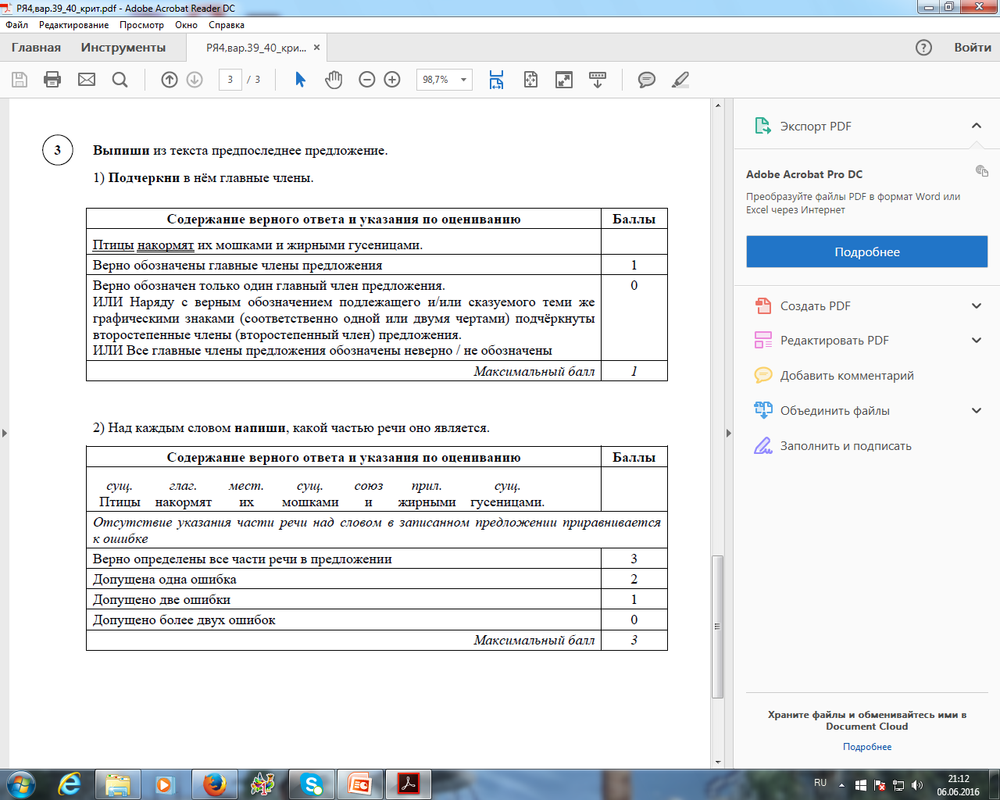 РЯ4,вар.39_40_крит.pdf - Adobe Acrobat Reader DC
Файл Редактирование Просмотр Окно Справка
Главная Инструменты РЯ4,вар.39_40_кри... × ? Войти
3 / 3 98,7%
3 Выпиши из текста предпоследнее предложение.
1) Подчеркни в нём главные члены.
Содержание верного ответа и указания по оцениванию Баллы
Птицы накормят их мошками и жирными гусеницами.
Верно обозначены главные члены предложения 1
Верно обозначен только один главный член предложения. 0
ИЛИ Наряду с верным обозначением подлежащего и/или сказуемого теми же
графическими знаками (соответственно одной или двумя чертами) подчёркнуты
второстепенные члены (второстепенный член) предложения.
ИЛИ Все главные члены предложения обозначены неверно / не обозначены
Максимальный балл 1
2) Над каждым словом напиши, какой частью речи оно является.
Содержание верного ответа и указания по оцениванию Баллы
сущ. глаг. мест. сущ. союз прил. сущ.
Птицы накормят их мошками и жирными гусеницами.
Отсутствие указания части речи над словом в записанном предложении приравнивается
к ошибке
Верно определены все части речи в предложении 3
Допущена одна ошибка 2
Допущено две ошибки 1
Допущено более двух ошибок 0
Максимальный балл 3
Экспорт PDF
Adobe Acrobat Pro DC
Преобразуйте файлы PDF в формат Word или
Excel через Интернет
Подробнее
Создать PDF
Редактировать PDF
Добавить комментарий
Объединить файлы
Заполнить и подписать
Храните файлы и обменивайтесь ими в
Document Cloud
Подробнее
RU 21:12
06.06.2016